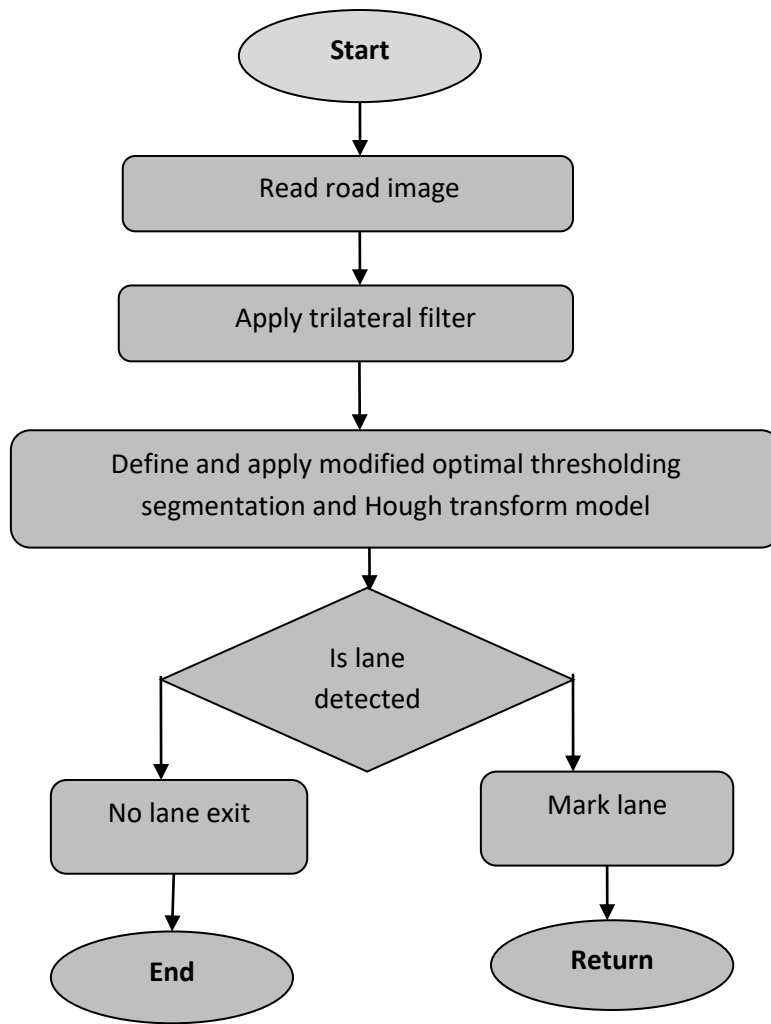 Start
Read road image
Apply trilateral filter
Define and apply modified optimal thresholding
segmentation and Hough transform model
Is lane
detected
No lane exit
Mark lane
End
Return